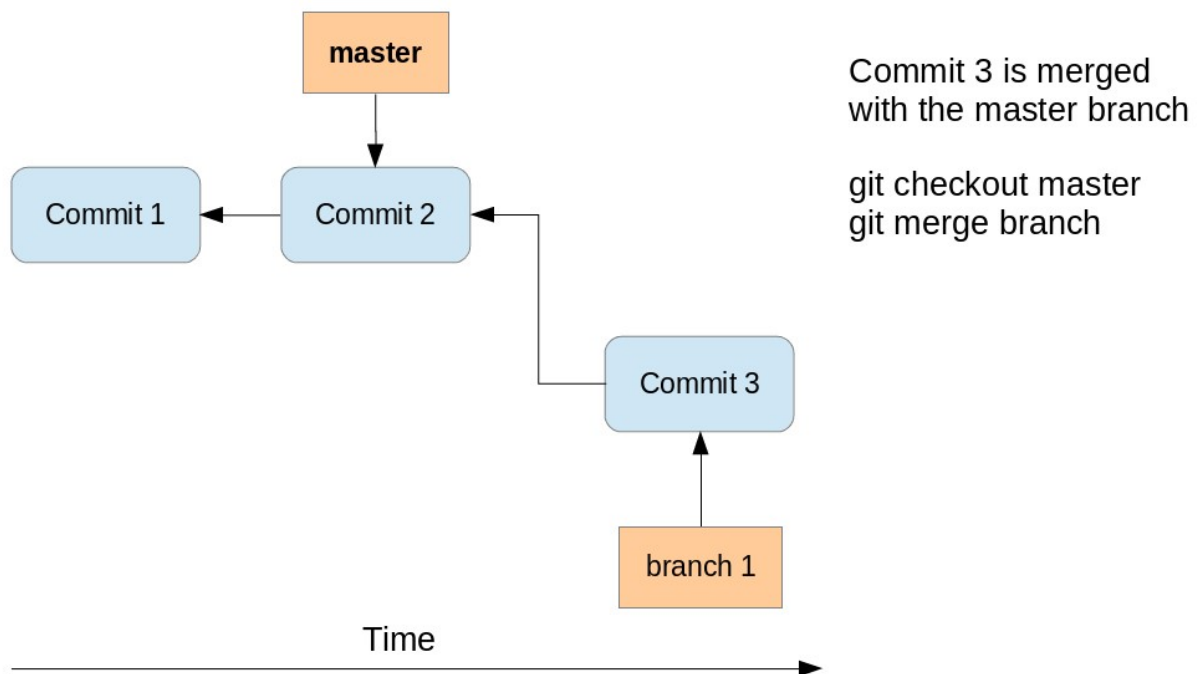 master
Commit 3 is merged
with the master branch
git checkout master
git merge branch
Commit 1
Commit 2
Commit 3
branch 1
Time